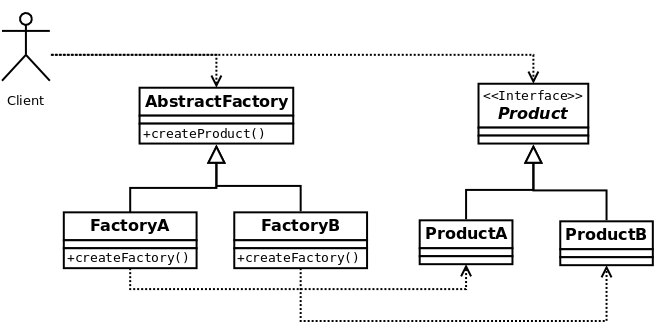 Client
AbstractFactory
+createProduct()
<<Interface>>
Product
FactoryA
+createFactory()
FactoryB
+createFactory()
ProductA
ProductB